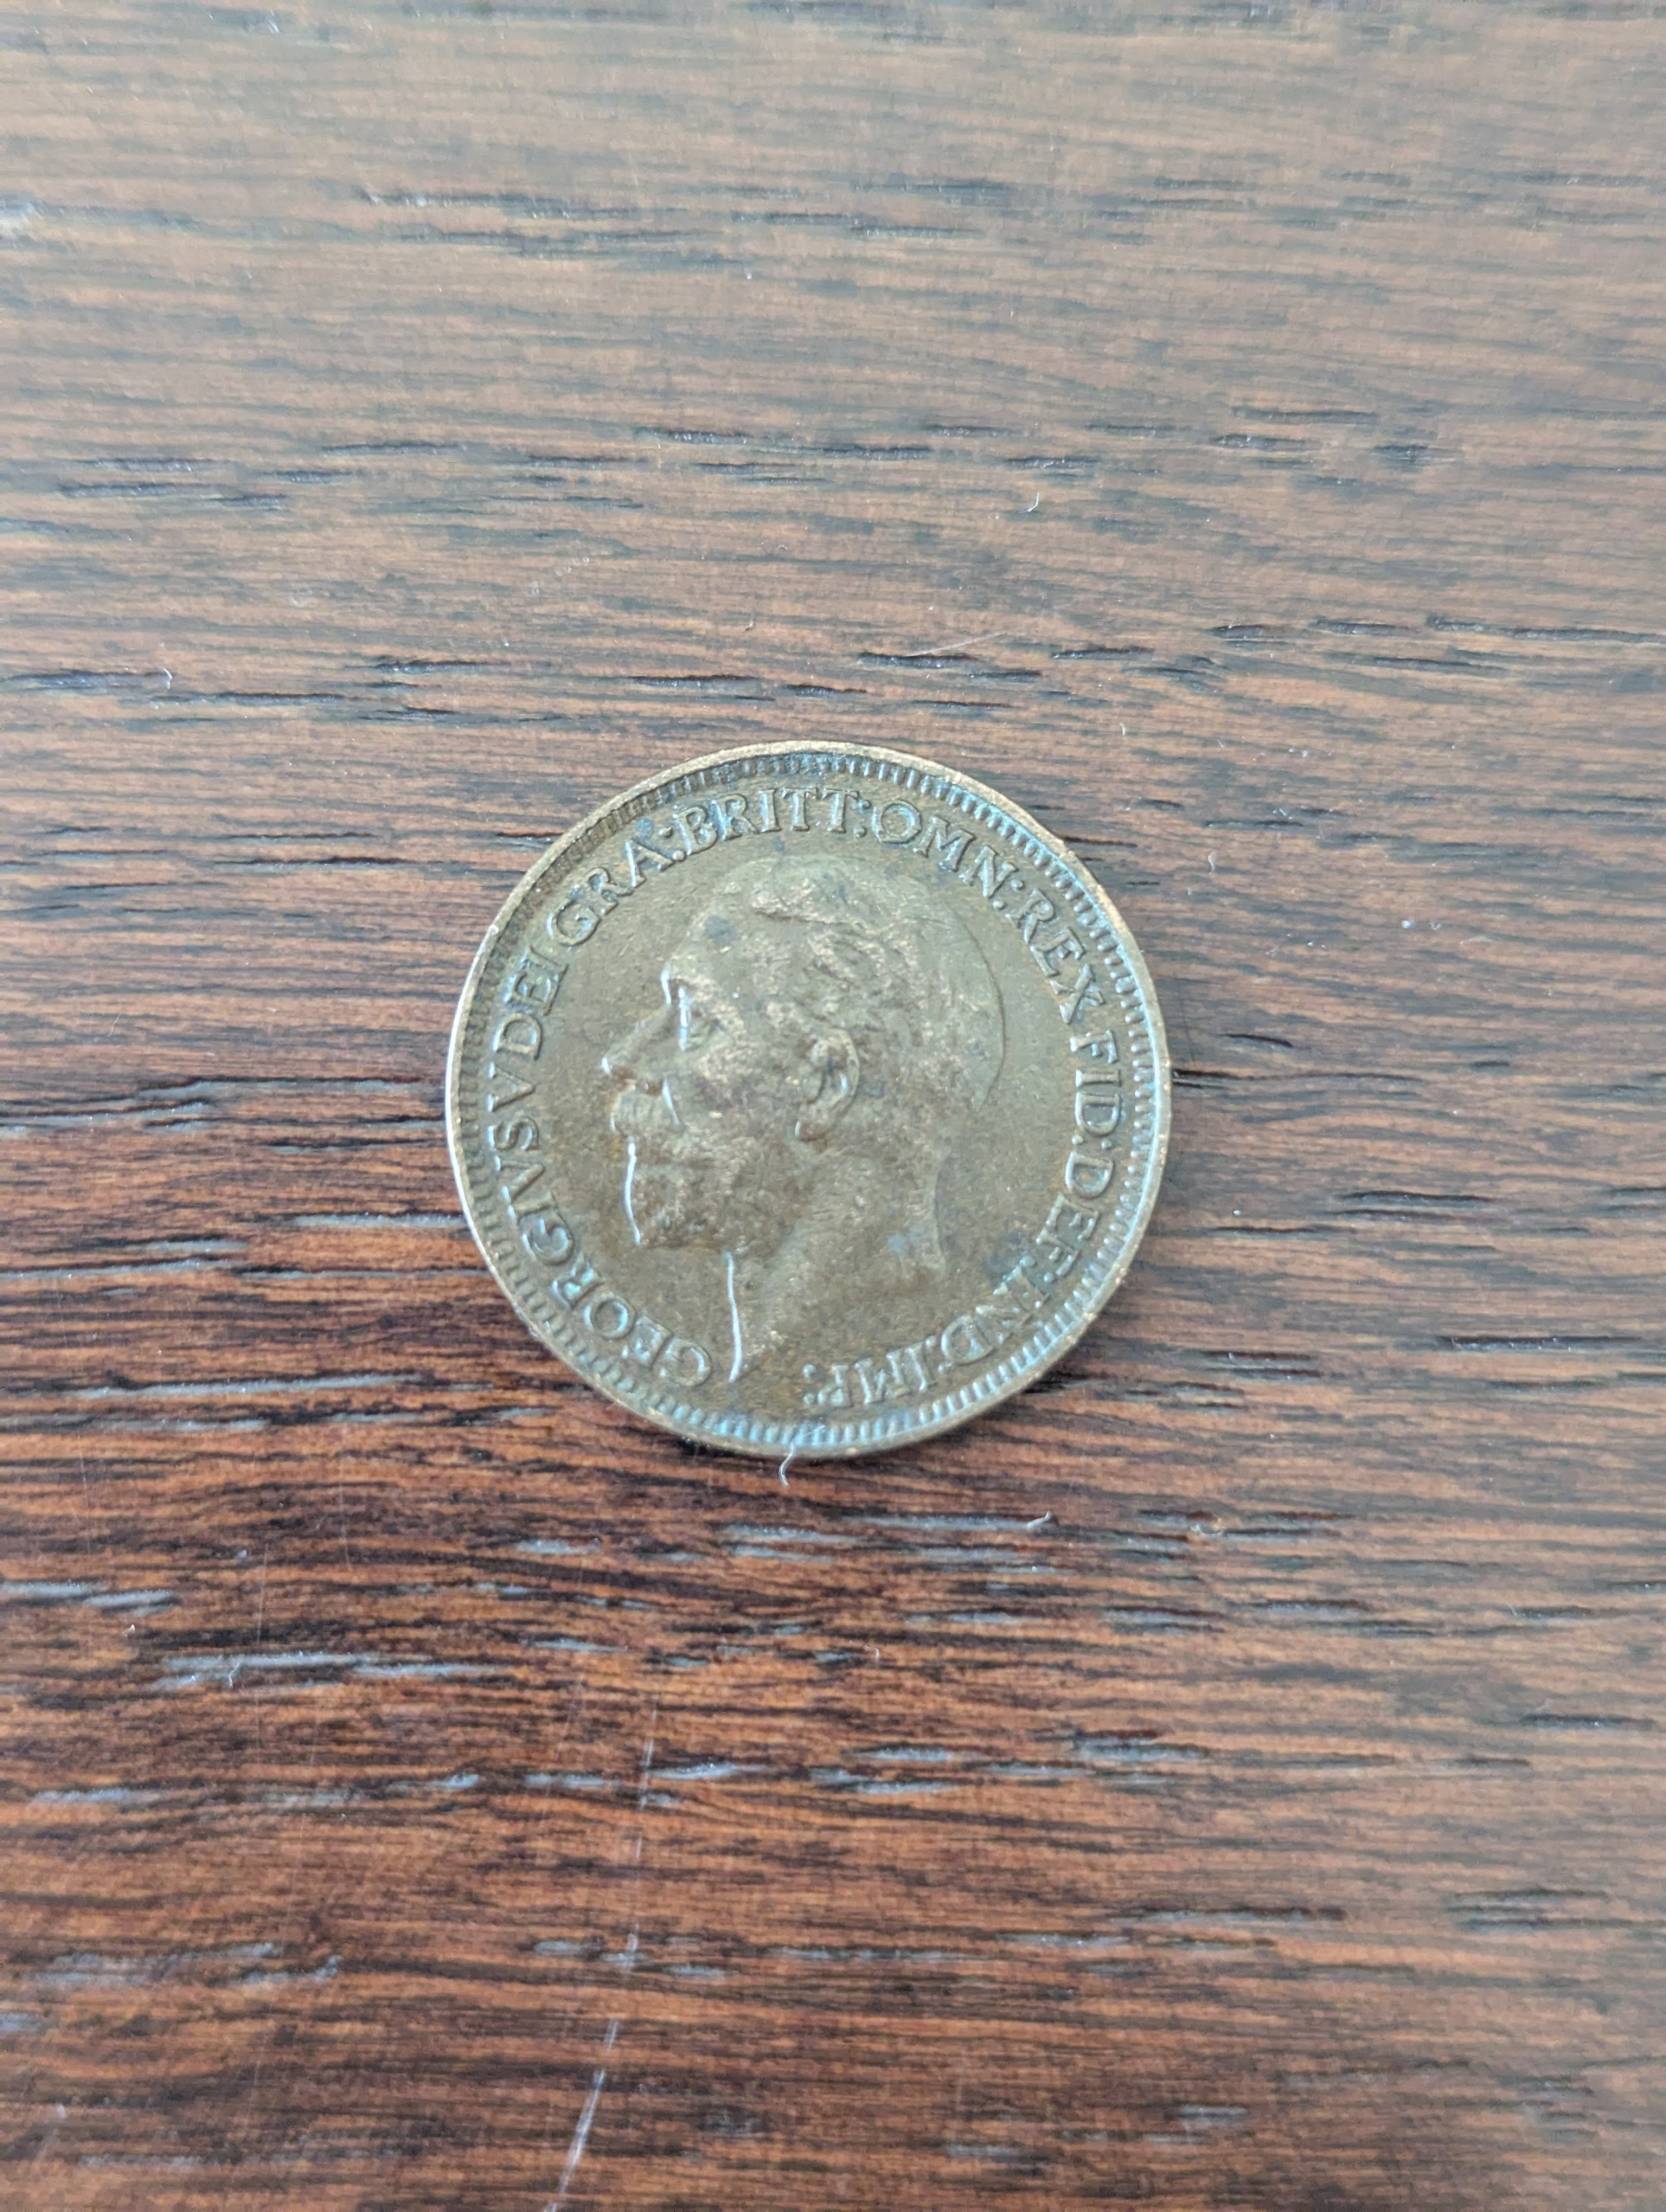 GEORGIVS V DEI GRA: BRITT: OMN: REX FID: DEF: IND: IMP: